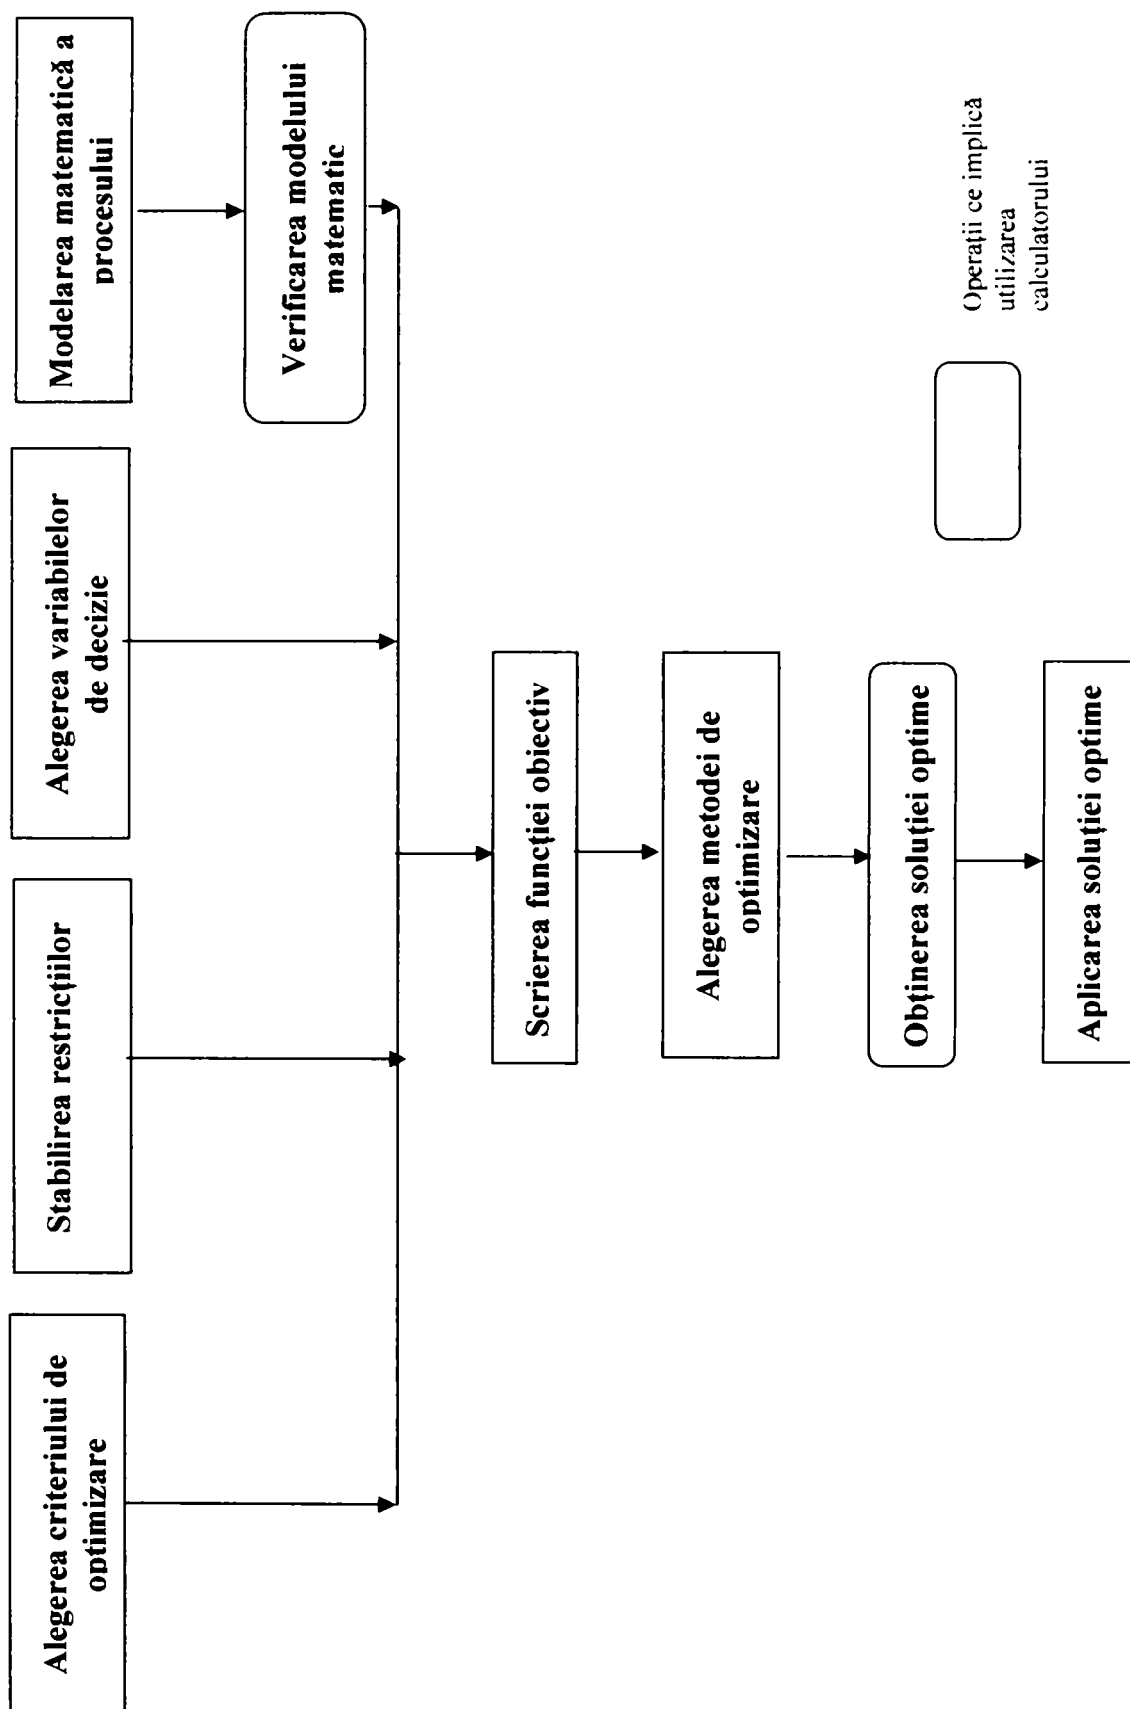 Alegerea criteriului de
optimizare
Stabilirea restricțiilor
Alegerea variabilelor
de decizie
Modelarea matematică a
procesului
Verificarea modelului
matematic
Scrierea funcției obiectiv
Alegerea metodei de
optimizare
Obținerea soluției optime
Aplicarea soluției optime
Operații ce implică
utilizarea
calculatorului